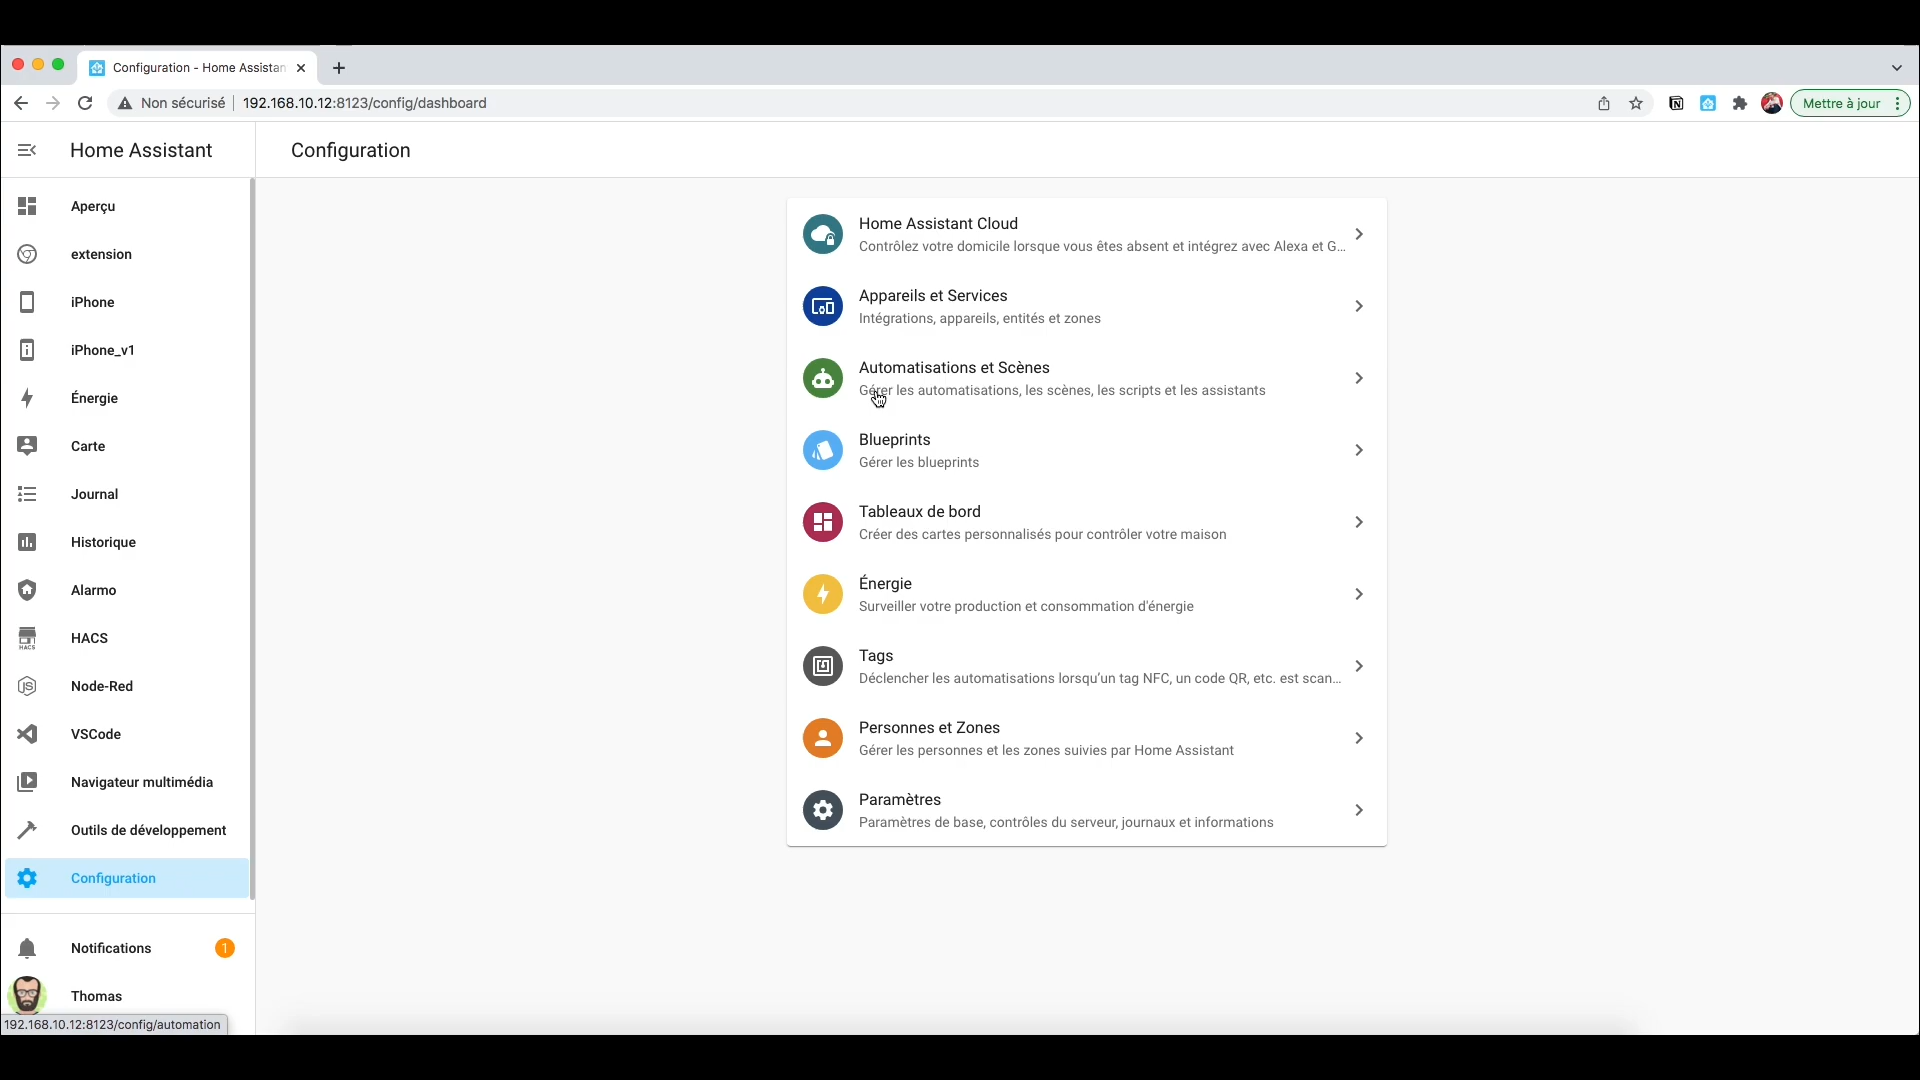 Configuration - Home Assistan
Non sécurisé
192.168.10.12:8123/config/dashboard
Mettre à jour
Home Assistant
Configuration
Aperçu
extension
iPhone
iPhone_v1
Énergie
Carte
Journal
Historique
Alarmo
HACS
HACS
Node-Red
VSCode
Navigateur multimédia
Outils de développement
Configuration
Notifications
1
Thomas
192.168.10.12:8123/config/automation
Home Assistant Cloud
Contrôlez votre domicile lorsque vous êtes absent et intégrez avec Alexa et G...
Appareils et Services
Intégrations, appareils, entités et zones
Automatisations et Scènes
Gérer les automatisations, les scènes, les scripts et les assistants
Blueprints
Gérer les blueprints
Tableaux de bord
Créer des cartes personnalisés pour contrôler votre maison
Énergie
Surveiller votre production et consommation d'énergie
Tags
Déclencher les automatisations lorsqu'un tag NFC, un code QR, etc. est scan...
Personnes et Zones
Gérer les personnes et les zones suivies par Home Assistant
Paramètres
Paramètres de base, contrôles du serveur, journaux et informations